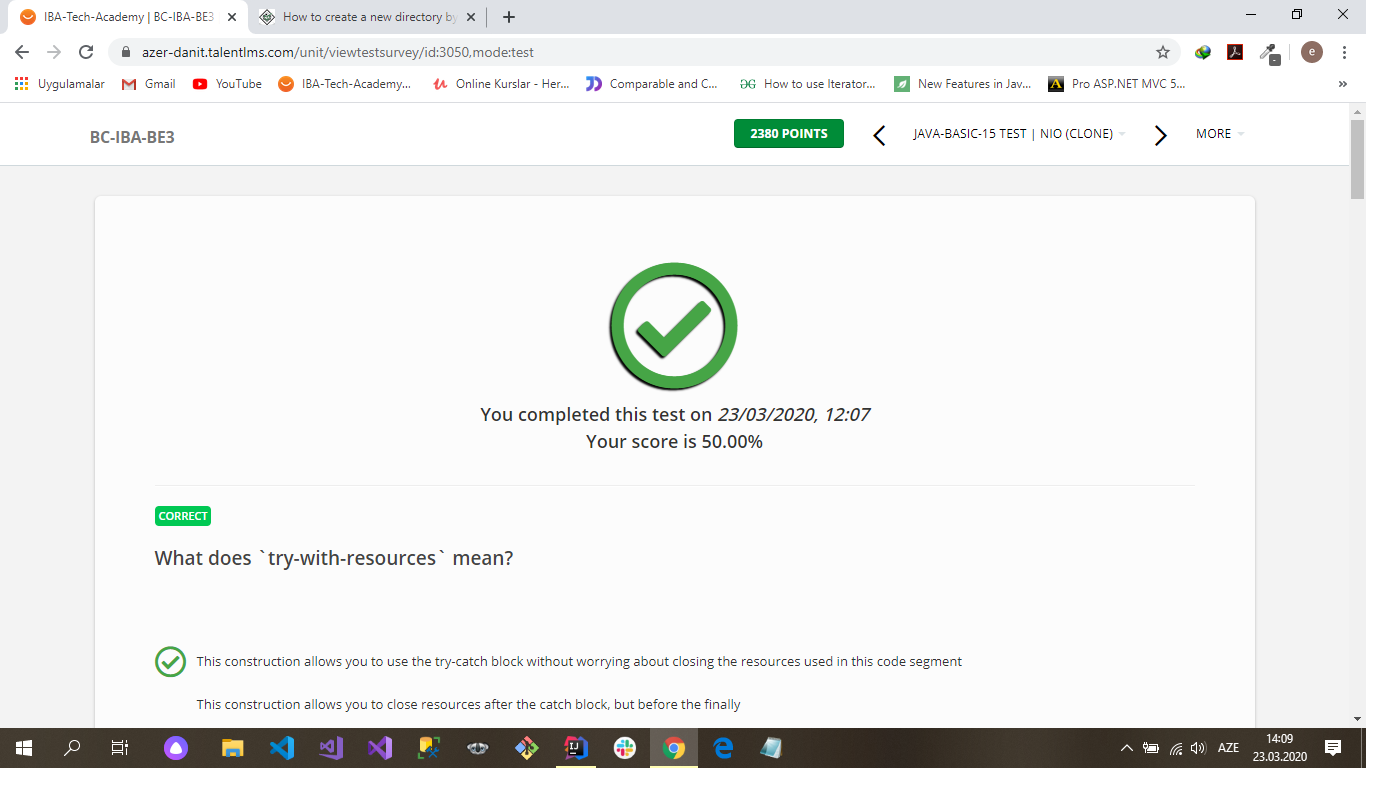 IBA-Tech-Academy | BC-IBA-BE3
How to create a new directory by
azer-danit.talentlms.com/unit/viewtestsurvey/id:3050,mode:test
e
Uygulamalar
Gmail
YouTube
IBA-Tech-Academy...
Online Kurslar - Her...
Comparable and C...
How to use Iterator...
New Features in Jav...
Pro ASP.NET MVC 5...
»
BC-IBA-BE3
2380 POINTS
JAVA-BASIC-15 TEST | NIO (CLONE)
MORE
You completed this test on 23/03/2020, 12:07
Your score is 50.00%
CORRECT
What does `try-with-resources` mean?
This construction allows you to use the try-catch block without worrying about closing the resources used in this code segment
This construction allows you to close resources after the catch block, but before the finally
AZE
14:09
23.03.2020